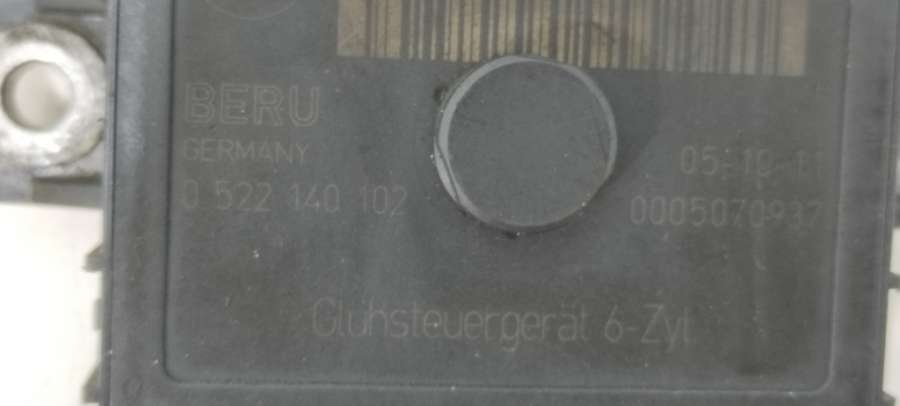 BERU
GERMANY
0 522 140 102
05-10-11
0005070937
Glühsteuergerät 6-Zyl.